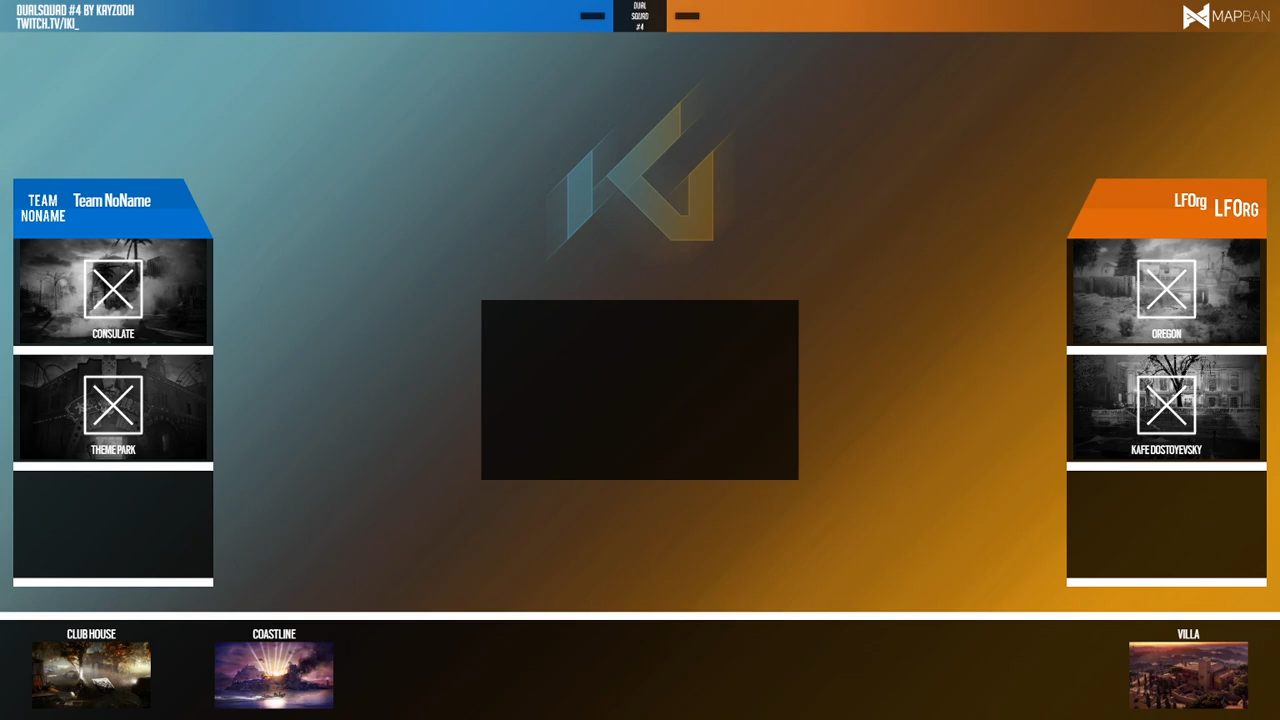 DUALSQUAD #4 BY KAYZOOH
TWITCH.TV/IKI_
DUAL
SQUAD
#4
MAPBAN
TEAM
NONAME
Team NoName
LFOrg
LFORG
CONSULATE
OREGON
THEME PARK
KAFE DOSTOYEVSKY
CLUB HOUSE
COASTLINE
VILLA